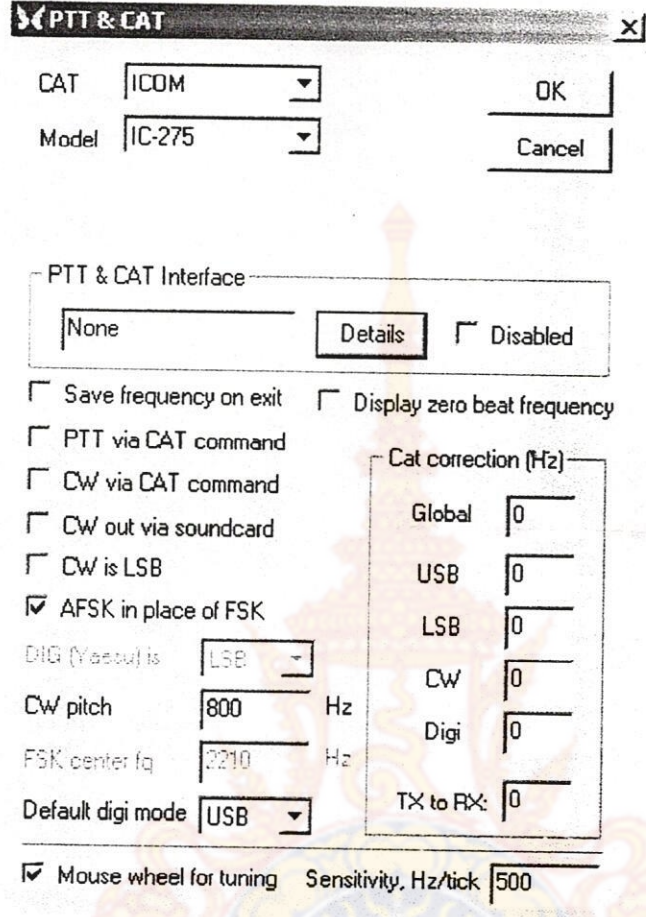 PTT & CAT
CAT ICOM OK
Model IC-275 Cancel
PTT & CAT Interface
None Details Disabled
Save frequency on exit Display zero beat frequency
PTT via CAT command
Cat correction (Hz)
CW via CAT command
Global 0
CW out via soundcard
CW is LSB
USB 0
AFSK in place of FSK
LSB 0
DIG (Yaesu) is LSB
CW 0
CW pitch 800 Hz
Digi 0
FSK center fq 2210 Hz
Default digi mode USB
TX to RX: 0
Mouse wheel for tuning Sensitivity, Hz/tick 500